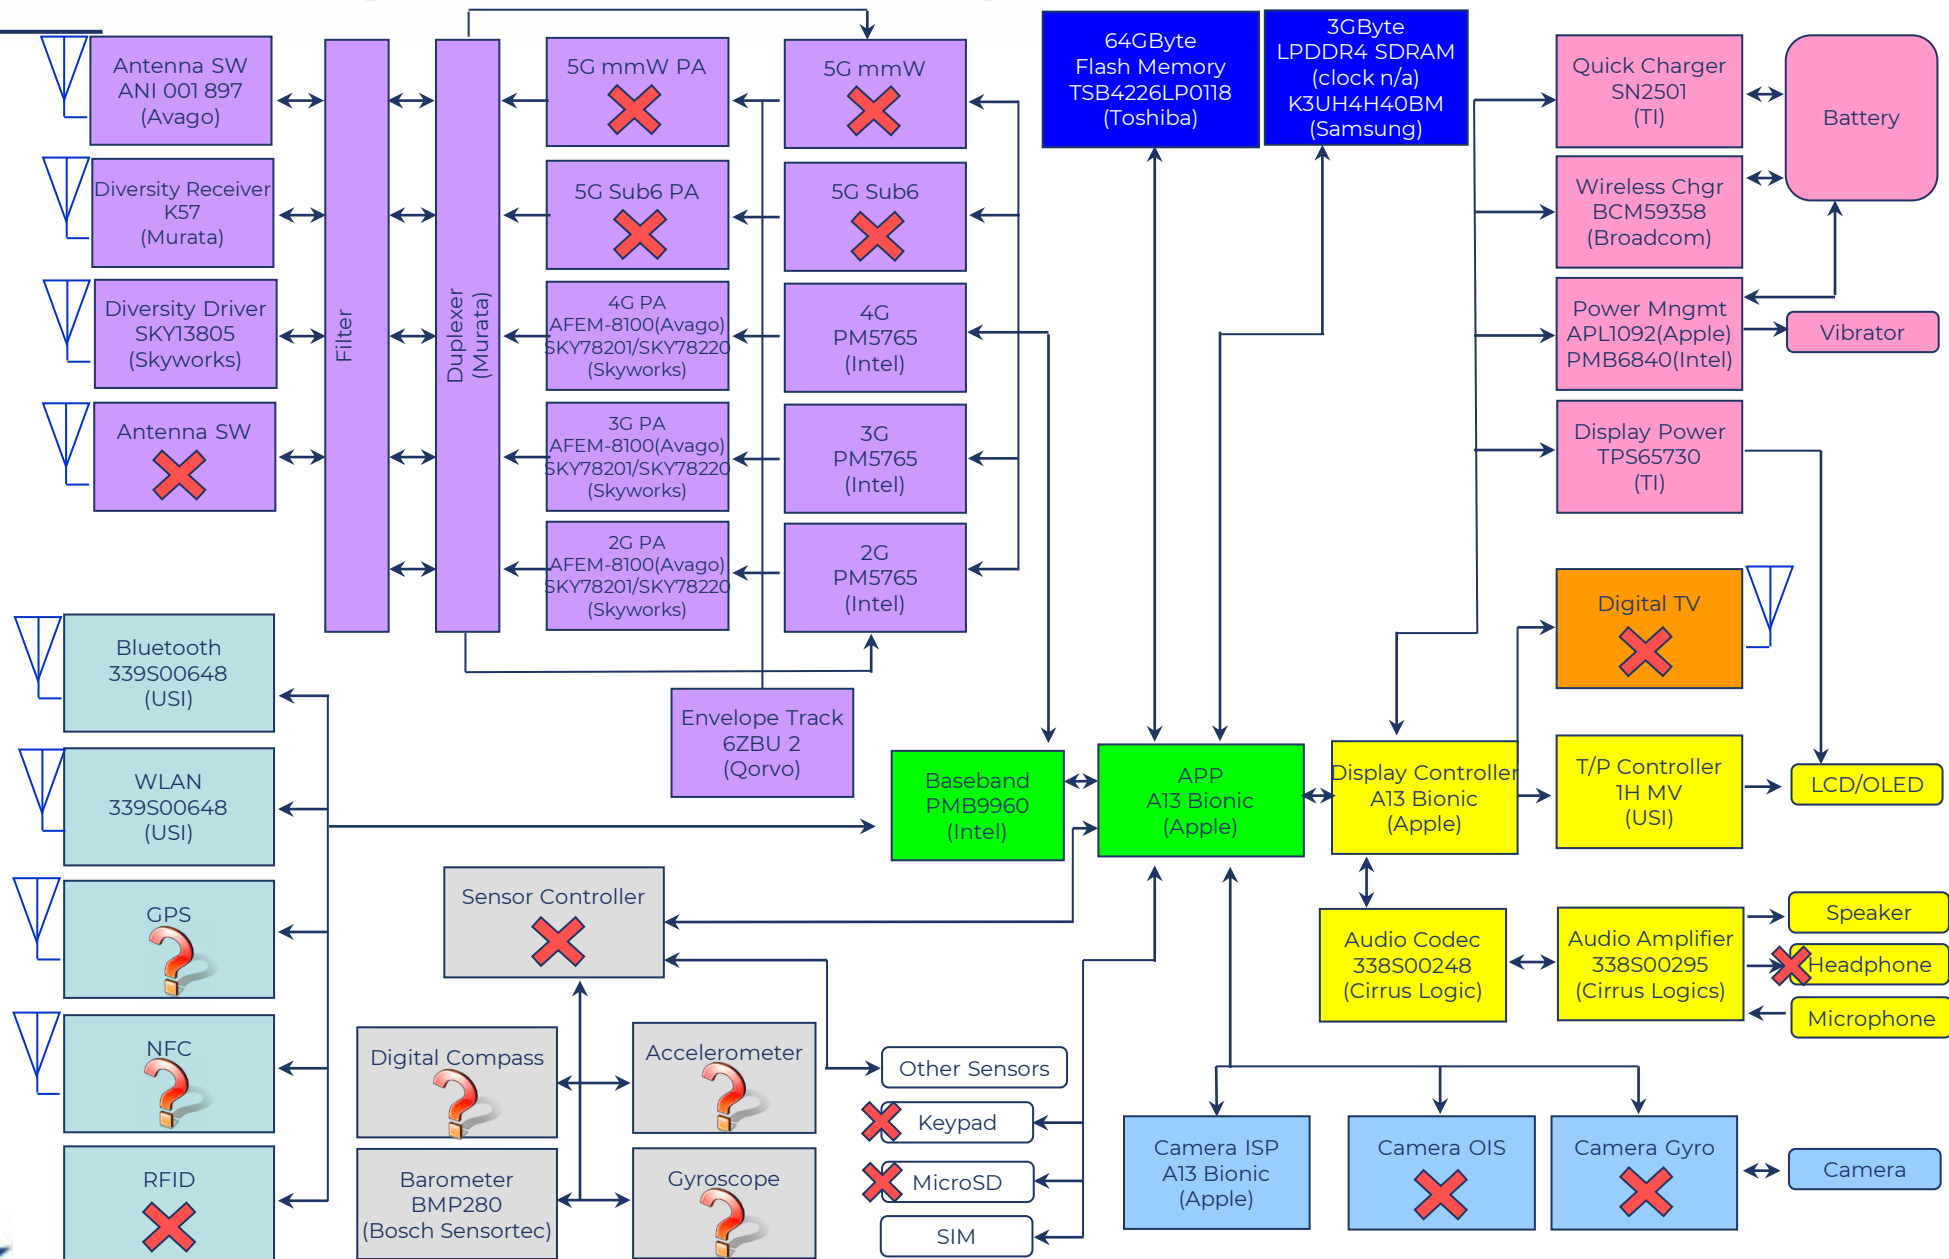 Antenna SW
ANI 001 897
(Avago)
Diversity Receiver
K57
(Murata)
Diversity Driver
SKY13805
(Skyworks)
Antenna SW
Filter
Duplexer
(Murata)
5G mmW PA
5G Sub6 PA
4G PA
AFEM-8100(Avago)
SKY78201/SKY78220
(Skyworks)
3G PA
AFEM-8100(Avago)
SKY78201/SKY78220
(Skyworks)
2G PA
AFEM-8100(Avago)
SKY78201/SKY78220
(Skyworks)
5G mmW
5G Sub6
4G
PM5765
(Intel)
3G
PM5765
(Intel)
2G
PM5765
(Intel)
Envelope Track
6ZBU 2
(Qorvo)
64GByte
Flash Memory
TSB4226LP0118
(Toshiba)
3GByte
LPDDR4 SDRAM
(clock n/a)
K3UH4H40BM
(Samsung)
Quick Charger
SN2501
(TI)
Battery
Wireless Chgr
BCM59358
(Broadcom)
Power Mngmt
APL1092(Apple)
PMB6840(Intel)
Vibrator
Display Power
TPS65730
(TI)
Digital TV
Bluetooth
339S00648
(USI)
WLAN
339S00648
(USI)
GPS
NFC
RFID
Baseband
PMB9960
(Intel)
APP
A13 Bionic
(Apple)
Display Controller
A13 Bionic
(Apple)
T/P Controller
1H MV
(USI)
LCD/OLED
Sensor Controller
Audio Codec
338S00248
(Cirrus Logic)
Audio Amplifier
338S00295
(Cirrus Logics)
Speaker
Headphone
Microphone
Digital Compass
Accelerometer
Barometer
BMP280
(Bosch Sensortec)
Gyroscope
Other Sensors
Keypad
MicroSD
SIM
Camera ISP
A13 Bionic
(Apple)
Camera OIS
Camera Gyro
Camera